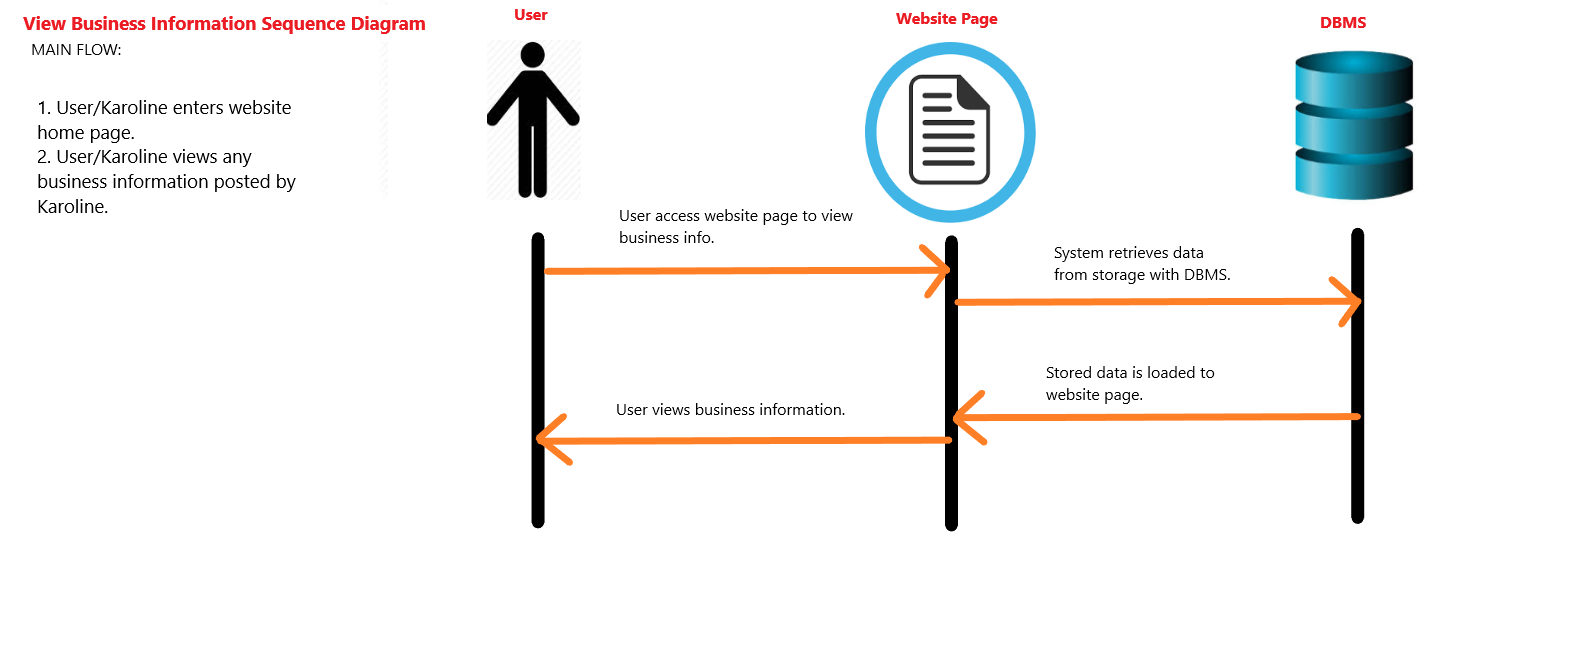 View Business Information Sequence Diagram
MAIN FLOW:
1. User/Karoline enters website
home page.
2. User/Karoline views any
business information posted by
Karoline.
User
Website Page
DBMS
User access website page to view
business info.
System retrieves data
from storage with DBMS.
Stored data is loaded to
website page.
User views business information.